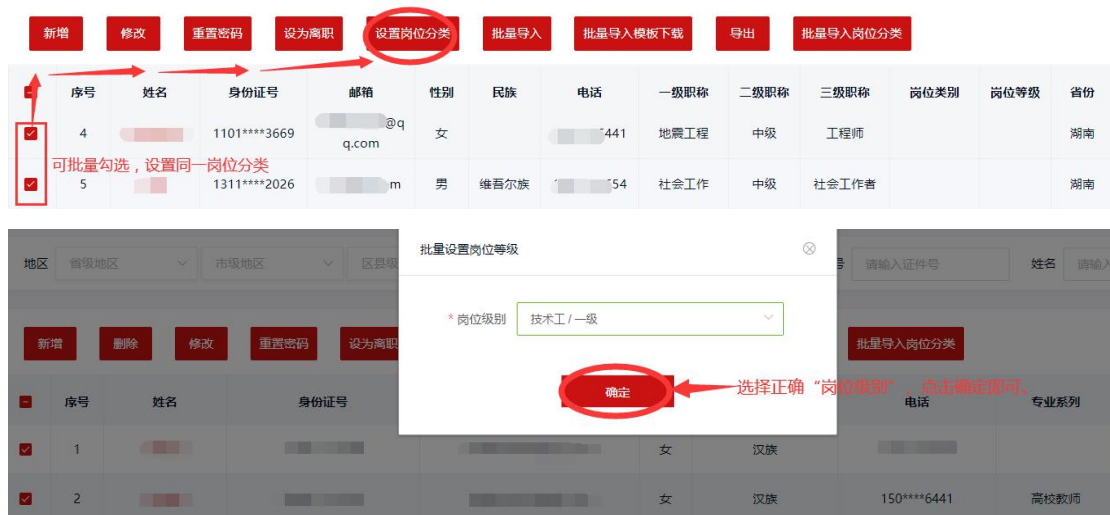 新增 修改 重置密码 设为离职 设置岗位分类 批量导入 批量导入模板下载 导出 批量导入岗位分类
序号 姓名 身份证号 邮箱 性别 民族 电话 一级职称 二级职称 三级职称 岗位类别 岗位等级 省份
4 1101****3669 @q 女 441 地震工程 中级 工程师 湖南
q.com
可批量勾选，设置同一岗位分类
5 1311****2026 m 男 维吾尔族 54 社会工作 中级 社会工作者 湖南
批量设置岗位等级
地区 省级地区 市级地区 区县级 号 请输入证件号 姓名 请输入
* 岗位级别 技术工 / 一级
新增 删除 修改 重置密码 设为离职 批量导入岗位分类
确定 选择正确“岗位级别”，点击确定即可。
序号 姓名 身份证号 电话 专业系列
1 女 汉族
2 女 汉族 150****6441 高校教师